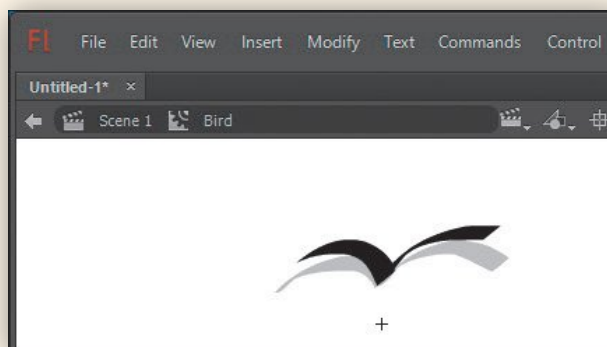 Fl File Edit View Insert Modify Text Commands Control
Untitled-1* ×
Scene 1 Bird